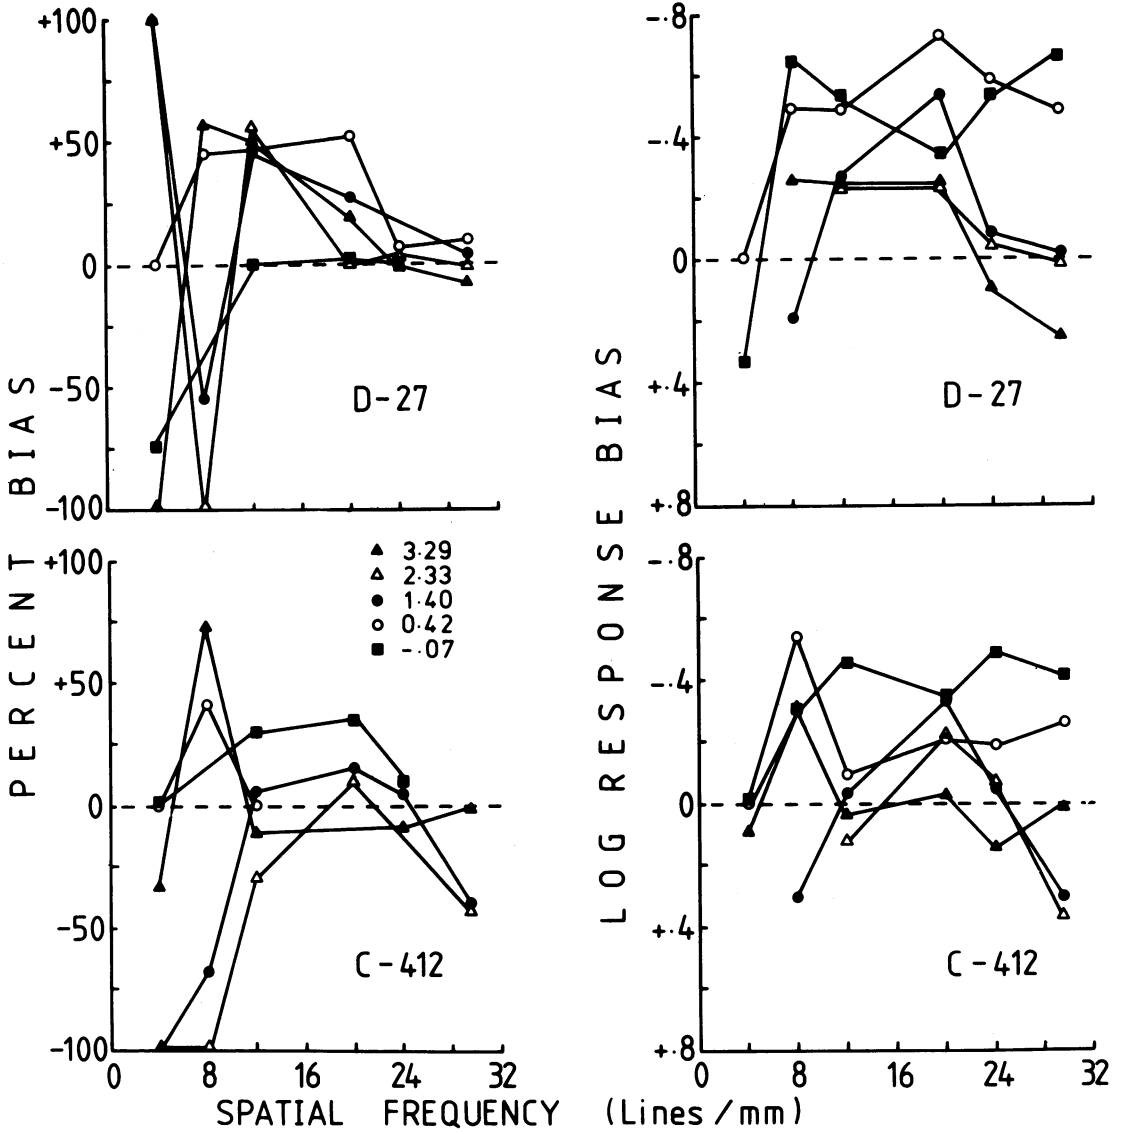 PERCENT BIAS
+100
+50
0
-50
-100
D-27
+100
+50
0
-50
-100
3.29
2.33
1.40
0.42
-.07
C-412
0 8 16 24 32
LOG RESPONSE BIAS
-.8
-.4
0
+.4
+.8
D-27
-.8
-.4
0
+.4
+.8
C-412
0 8 16 24 32
SPATIAL FREQUENCY (Lines/mm)